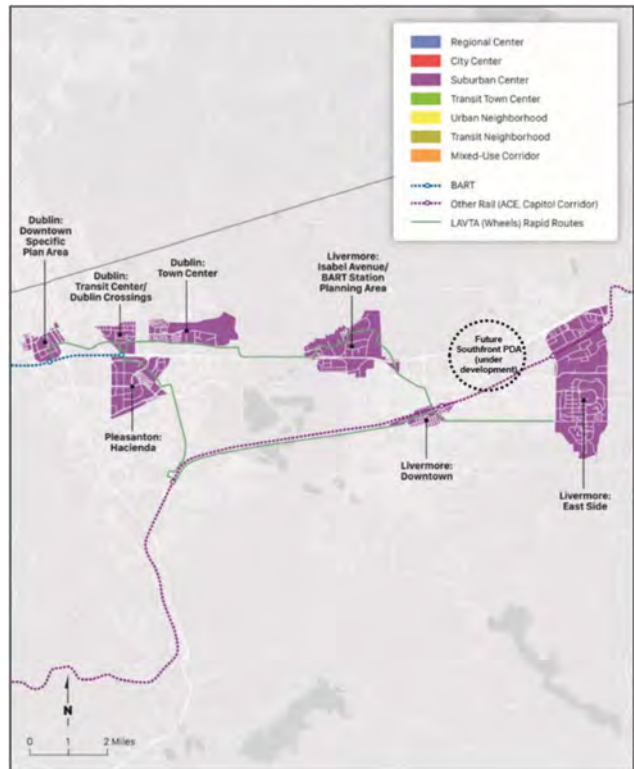 Regional Center
City Center
Suburban Center
Transit Town Center
Urban Neighborhood
Transit Neighborhood
Mixed-Use Corridor
BART
Other Rail (ACE, Capitol Corridor)
LAVTA (Wheels) Rapid Routes
Dublin:
Downtown
Specific
Plan Area
Dublin:
Transit Center/
Dublin Crossings
Dublin:
Town Center
Livermore:
Isabel Avenue/
BART Station
Planning Area
Future
Southfront PDA
(under
development)
Pleasanton:
Hacienda
Livermore:
Downtown
Livermore:
East Side
N
0 1 2 Miles